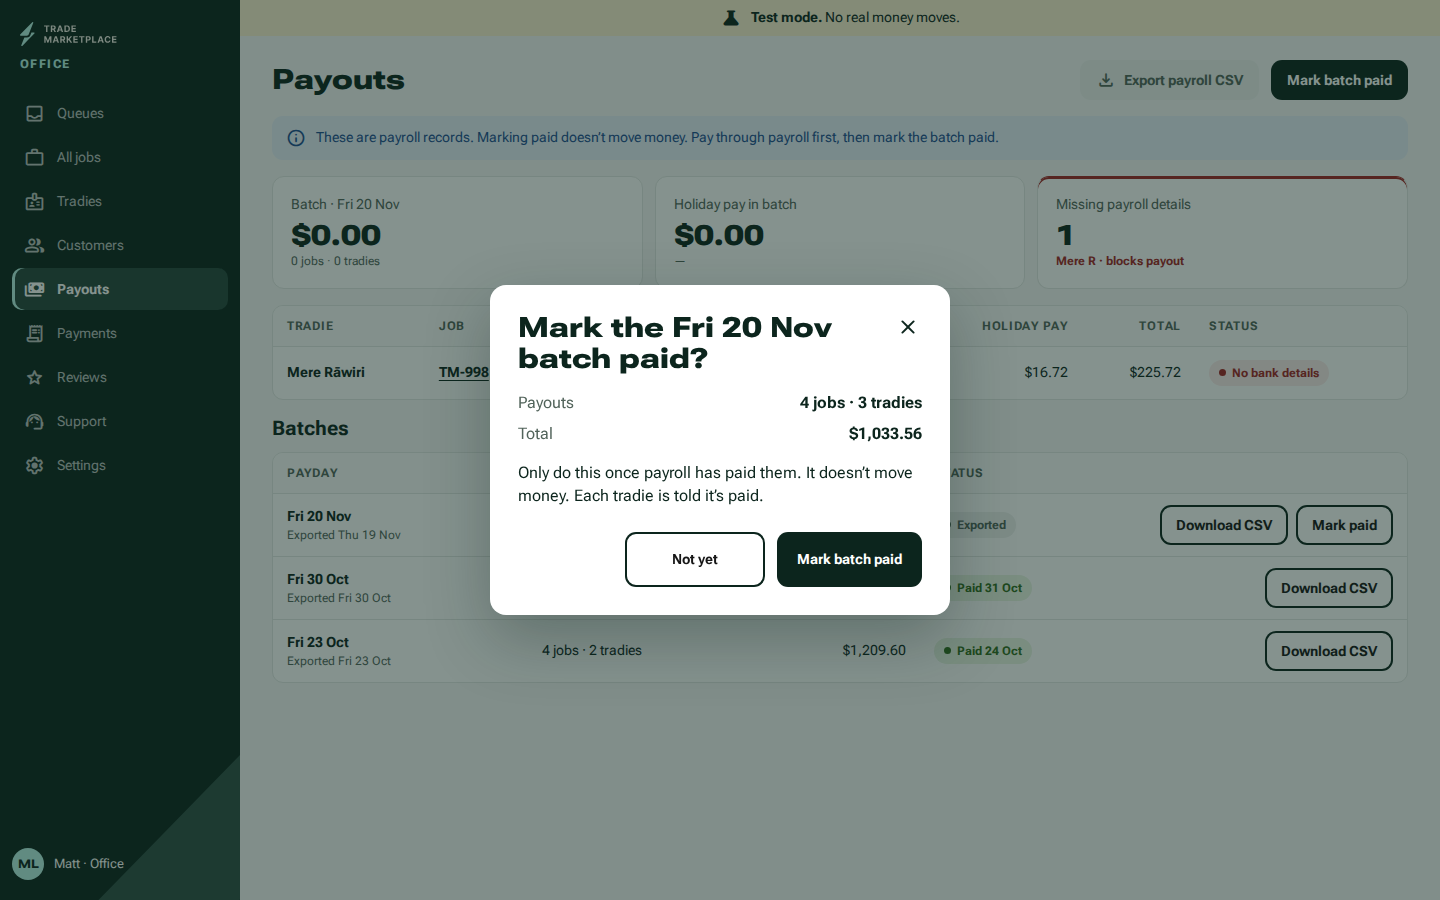 TRADE
MARKETPLACE
OFFICE
Queues
All jobs
Tradies
Customers
Payouts
Payments
Reviews
Support
Settings
ML
Matt · Office
Test mode. No real money moves.
Payouts
Export payroll CSV
Mark batch paid
These are payroll records. Marking paid doesn't move money. Pay through payroll first, then mark the batch paid.
Batch · Fri 20 Nov
$0.00
0 jobs · 0 tradies
Holiday pay in batch
$0.00
—
Missing payroll details
1
Mere R · blocks payout
TRADIE JOB HOLIDAY PAY TOTAL STATUS
Mere Rāwiri TM-998 $16.72 $225.72 No bank details
Batches
PAYDAY
Fri 20 Nov
Exported Thu 19 Nov
Exported
Download CSV
Mark paid
Fri 30 Oct
Exported Fri 30 Oct
Paid 31 Oct
Download CSV
Fri 23 Oct
Exported Fri 23 Oct
4 jobs · 2 tradies
$1,209.60
Paid 24 Oct
Download CSV
Mark the Fri 20 Nov
batch paid?
Payouts 4 jobs · 3 tradies
Total $1,033.56
Only do this once payroll has paid them. It doesn't move
money. Each tradie is told it's paid.
Not yet
Mark batch paid